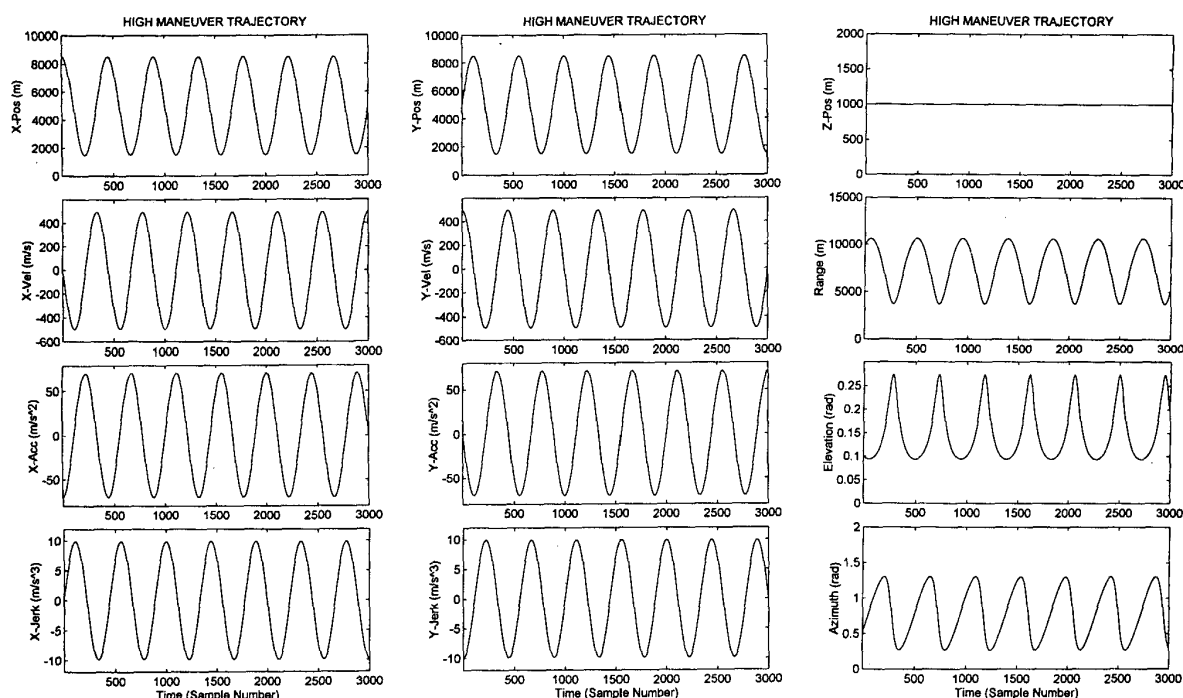 HIGH MANEUVER TRAJECTORY
X-Pos (m)
10000
8000
6000
4000
2000
0
500 1000 1500 2000 2500 3000
X-Vel (m/s)
400
200
0
-200
-400
-600
500 1000 1500 2000 2500 3000
X-Acc (m/s^2)
50
0
-50
500 1000 1500 2000 2500 3000
X-Jerk (m/s^3)
10
5
0
-5
-10
500 1000 1500 2000 2500 3000
Time (Sample Number)
HIGH MANEUVER TRAJECTORY
Y-Pos (m)
10000
8000
6000
4000
2000
0
500 1000 1500 2000 2500 3000
Y-Vel (m/s)
400
200
0
-200
-400
-600
500 1000 1500 2000 2500 3000
Y-Acc (m/s^2)
50
0
-50
500 1000 1500 2000 2500 3000
Y-Jerk (m/s^3)
10
5
0
-5
-10
500 1000 1500 2000 2500 3000
Time (Sample Number)
HIGH MANEUVER TRAJECTORY
Z-Pos (m)
2000
1500
1000
500
0
500 1000 1500 2000 2500 3000
Range (m)
15000
10000
5000
0
500 1000 1500 2000 2500 3000
Elevation (rad)
0.25
0.2
0.15
0.1
0.05
0
500 1000 1500 2000 2500 3000
Azimuth (rad)
2
1.5
1
0.5
0
500 1000 1500 2000 2500 3000
Time (Sample Number)